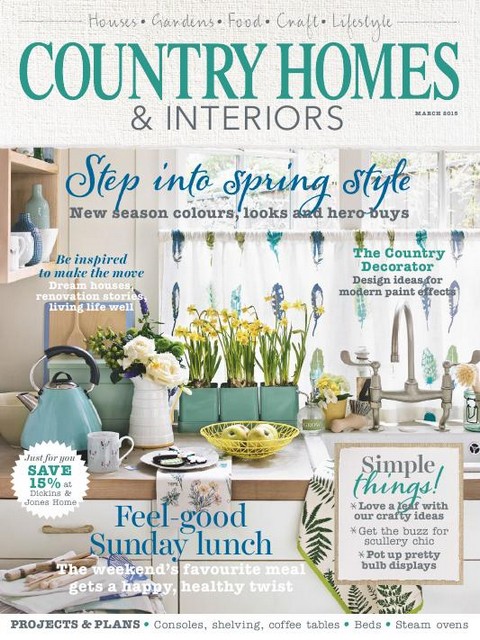 Houses • Gardens • Food • Craft • Lifestyle
COUNTRY HOMES
& INTERIORS
MARCH 2015
Step into spring style
New season colours, looks and hero buys
Be inspired
to make the move
Dream houses,
renovation stories,
living life well
The Country
Decorator
Design ideas for
modern paint effects
Just for you
SAVE
15% at
Dickins &
Jones Home
Simple
things!
* Love a leaf with
our crafty ideas
* Get the buzz for
scullery chic
* Pot up pretty
bulb displays
Feel-good
Sunday lunch
The weekend's favourite meal
gets a happy, healthy twist
PROJECTS & PLANS • Consoles, shelving, coffee tables • Beds • Steam ovens